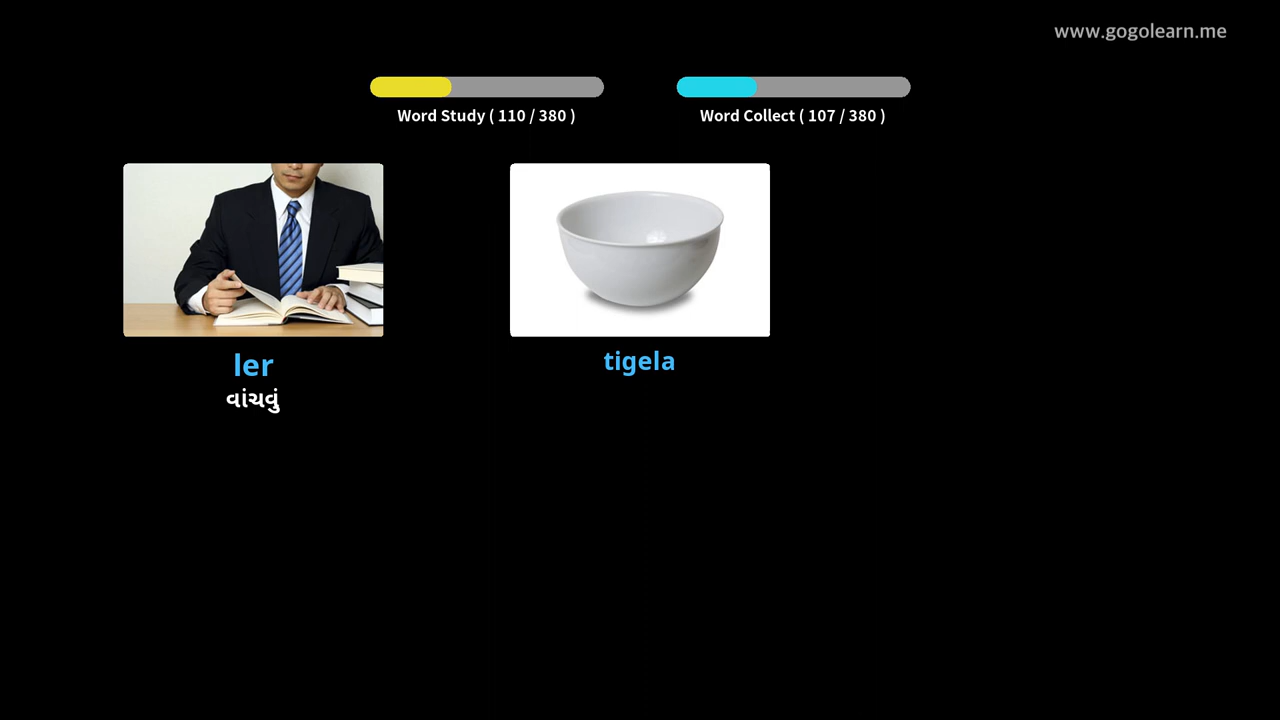 www.gogolearn.me
Word Study ( 110 / 380 )
Word Collect ( 107 / 380 )
ler
વાંચવું
tigela